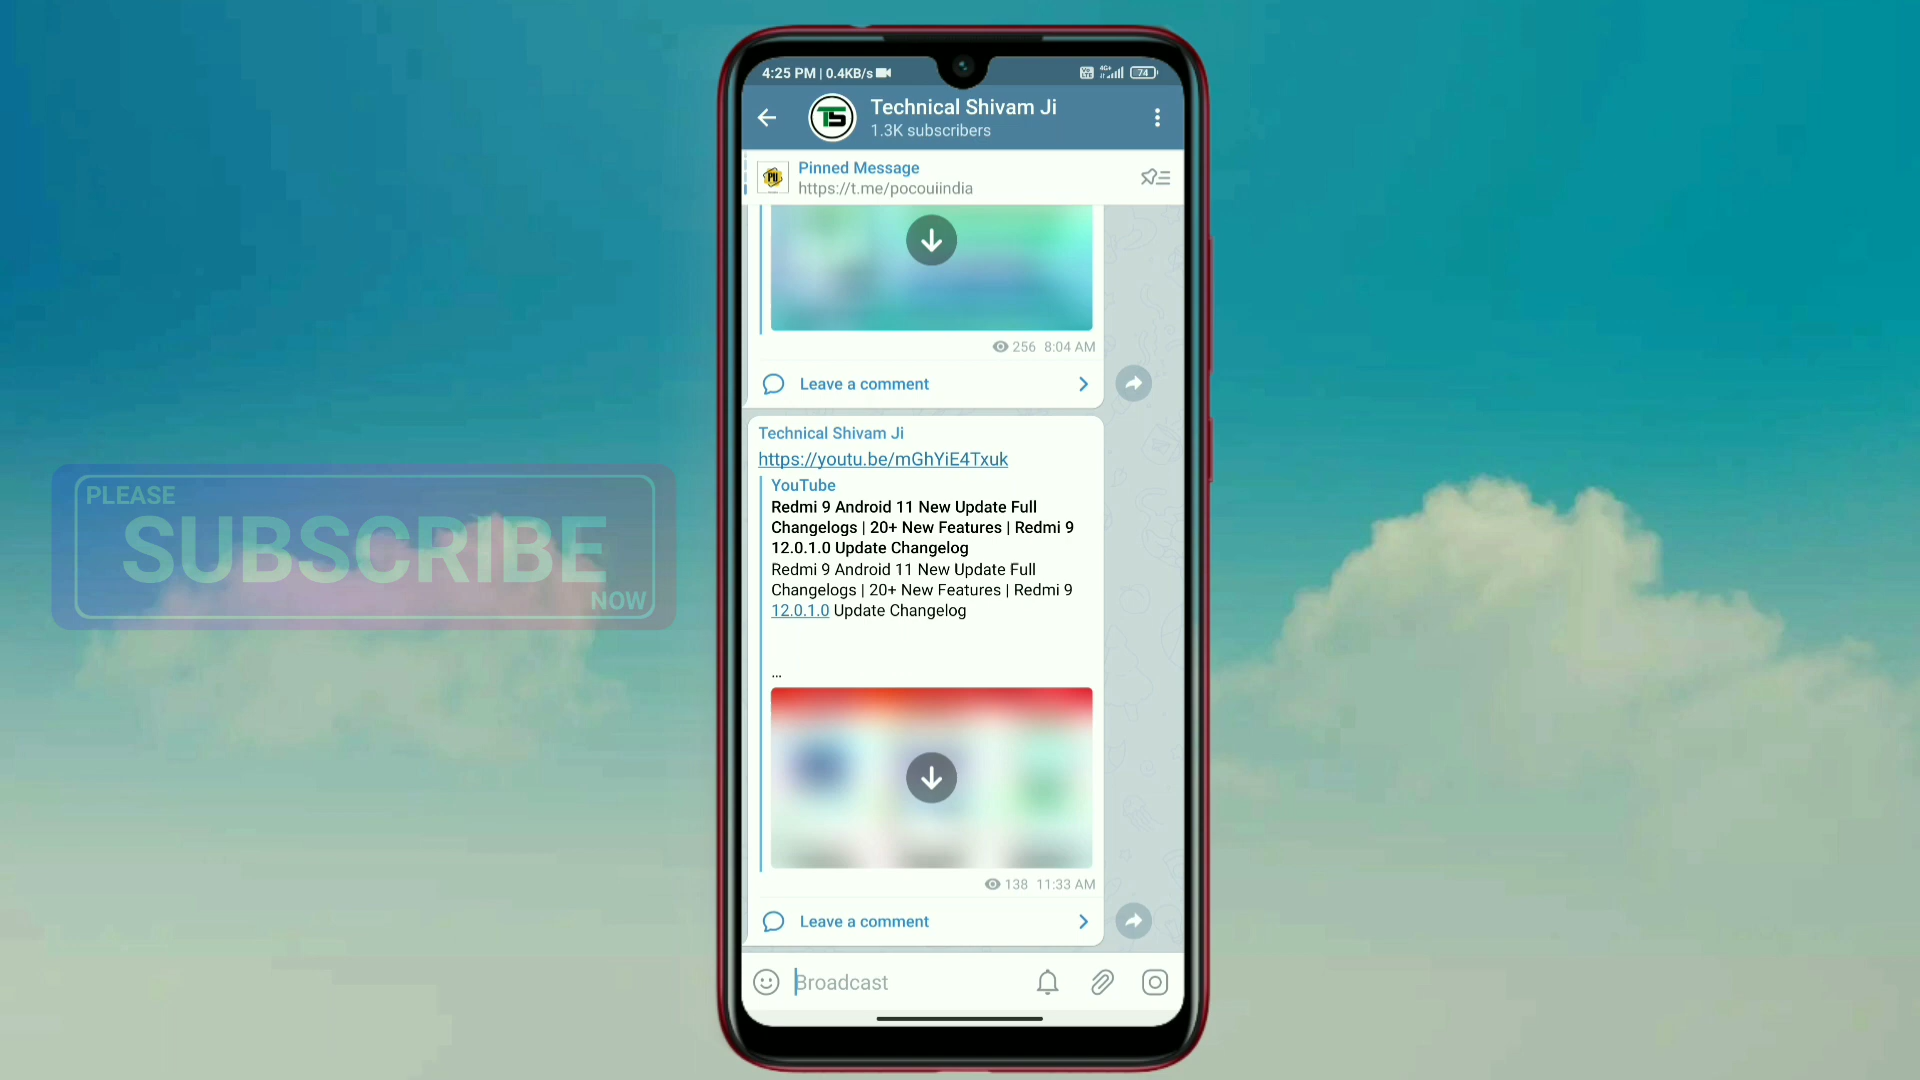 4:25 PM | 0.4KB/s
74
TS
Technical Shivam Ji
1.3K subscribers
PU
Pinned Message
https://t.me/pocouiindia
256 8:04 AM
Leave a comment
Technical Shivam Ji
https://youtu.be/mGhYiE4Txuk
YouTube
Redmi 9 Android 11 New Update Full
Changelogs | 20+ New Features | Redmi 9
12.0.1.0 Update Changelog
Redmi 9 Android 11 New Update Full
Changelogs | 20+ New Features | Redmi 9
12.0.1.0 Update Changelog
...
138 11:33 AM
Leave a comment
Broadcast
PLEASE
SUBSCRIBE
NOW